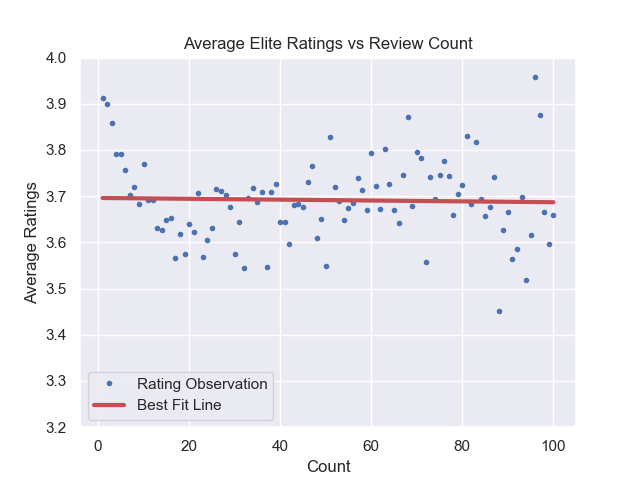 Average Elite Ratings vs Review Count
4.0
3.9
3.8
3.7
3.6
3.5
3.4
3.3
3.2
Average Ratings
Rating Observation
Best Fit Line
0 20 40 60 80 100
Count